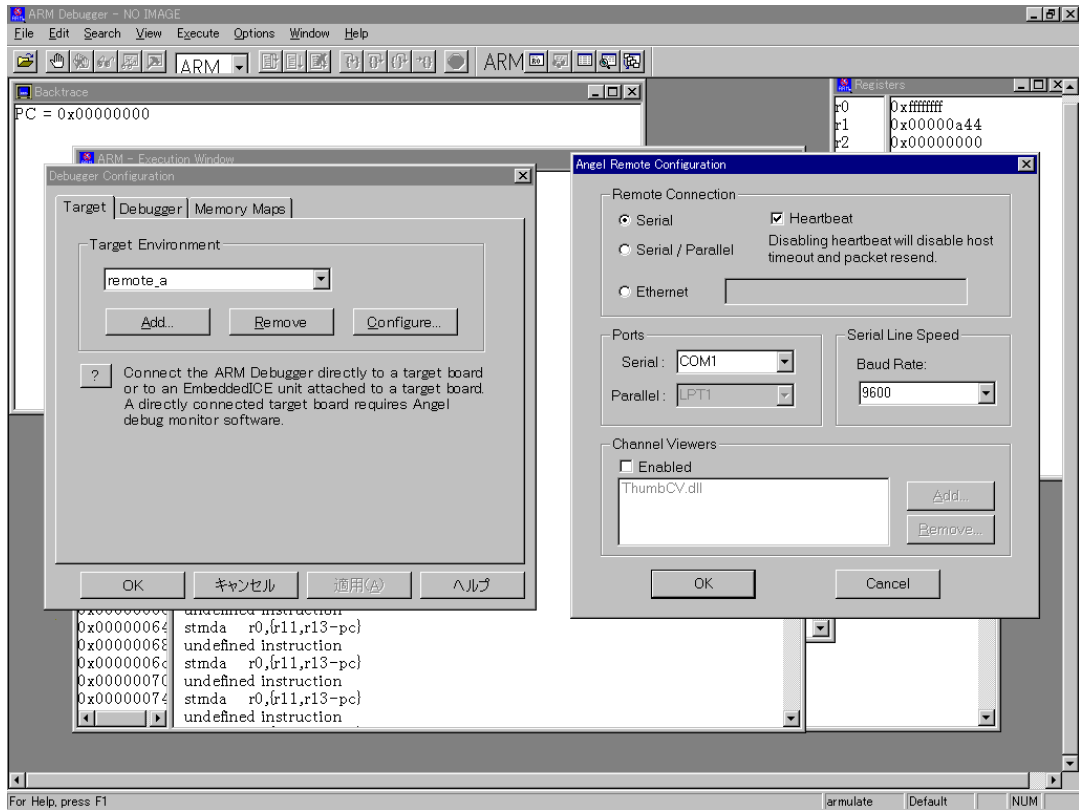 ARM Debugger - NO IMAGE
File Edit Search View Execute Options Window Help
ARM
ARM
Backtrace
PC = 0x00000000
Registers
r0 0xffffffff
r1 0x00000a44
r2 0x00000000
ARM - Execution Window
Debugger Configuration
Target Debugger Memory Maps
Target Environment
remote_a
Add... Remove Configure...
? Connect the ARM Debugger directly to a target board
or to an EmbeddedICE unit attached to a target board.
A directly connected target board requires Angel
debug monitor software.
OK キャンセル 適用(A) ヘルプ
Angel Remote Configuration
Remote Connection
Serial
Heartbeat
Serial / Parallel
Disabling heartbeat will disable host
timeout and packet resend.
Ethernet
Ports
Serial : COM1
Parallel : LPT1
Serial Line Speed
Baud Rate:
9600
Channel Viewers
Enabled
ThumbCV.dll
Add...
Remove...
OK Cancel
undefined instruction
0x00000064 stmda r0,{r11,r13-pc}
0x00000068 undefined instruction
0x0000006c stmda r0,{r11,r13-pc}
0x00000070 undefined instruction
0x00000074 stmda r0,{r11,r13-pc}
undefined instruction
For Help, press F1
armulate Default NUM